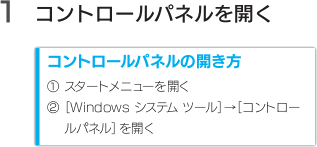 1 コントロールパネルを開く
コントロールパネルの開き方
① スタートメニューを開く
② [Windows システム ツール]→[コントロー
ルパネル] を開く